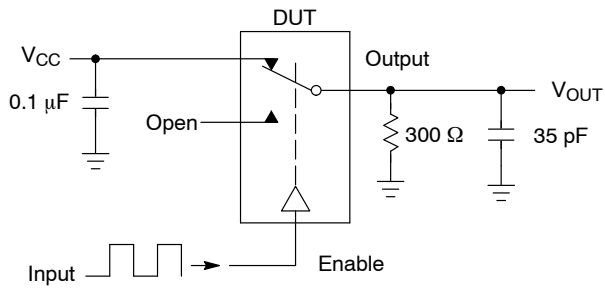 DUT
VCC
Output
0.1 μF
VOUT
Open
300 Ω
35 pF
Input
Enable